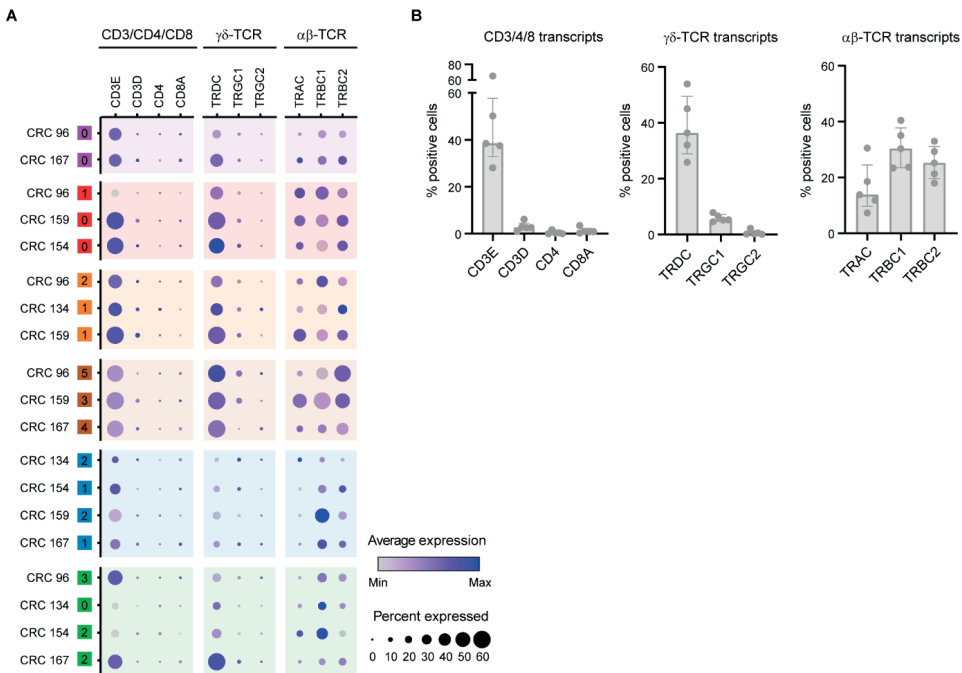 A
CD3/CD4/CD8 γδ-TCR αβ-TCR
CD3E CD3D CD4 CD8A TRDC TRGC1 TRGC2 TRAC TRBC1 TRBC2
CRC 96 0
CRC 167 0
CRC 96 1
CRC 159 0
CRC 154 0
CRC 96 2
CRC 134 1
CRC 159 1
CRC 96 5
CRC 159 3
CRC 167 4
CRC 134 2
CRC 154 1
CRC 159 2
CRC 167 1
CRC 96 3
CRC 134 0
CRC 154 2
CRC 167 2
Average expression
Min Max
Percent expressed
0 10 20 30 40 50 60
B
CD3/4/8 transcripts
% positive cells
80
60
60
40
20
0
CD3E CD3D CD4 CD8A
γδ-TCR transcripts
% positive cells
60
40
20
0
TRDC TRGC1 TRGC2
αβ-TCR transcripts
% positive cells
60
40
20
0
TRAC TRBC1 TRBC2